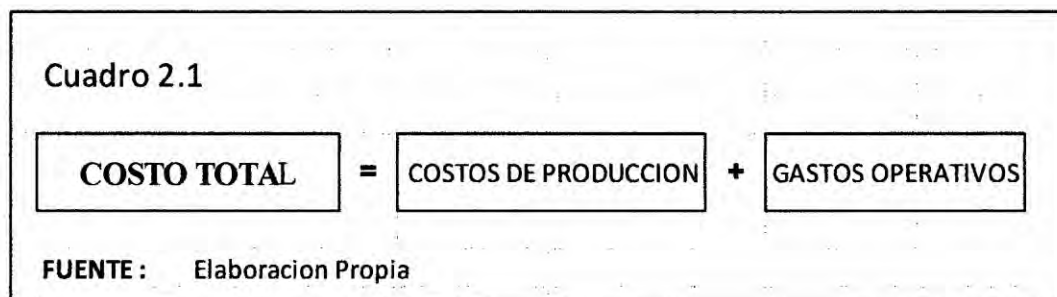 Cuadro 2.1
COSTO TOTAL = COSTOS DE PRODUCCION + GASTOS OPERATIVOS
FUENTE : Elaboracion Propia